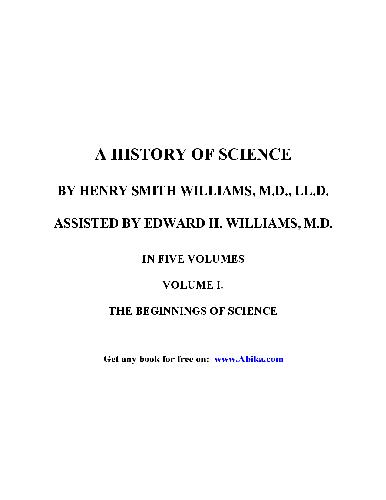 A HISTORY OF SCIENCE
BY HENRY SMITH WILLIAMS, M.D., LL.D.
ASSISTED BY EDWARD H. WILLIAMS, M.D.
IN FIVE VOLUMES
VOLUME I.
THE BEGINNINGS OF SCIENCE
Get any book for free on: www.Abika.com